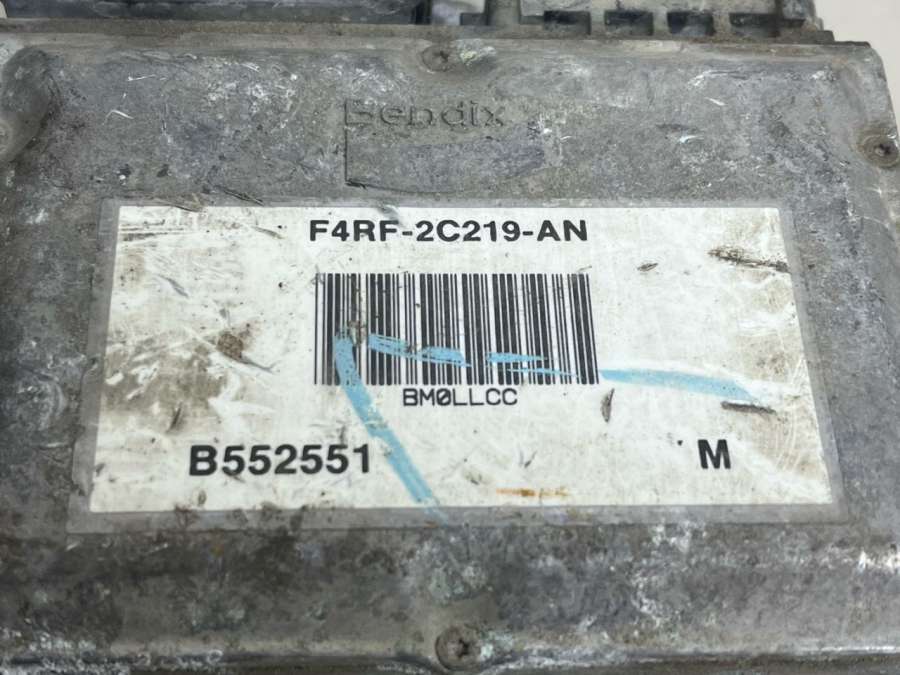 Bendix
F4RF-2C219-AN
BM0LLCC
B552551 M